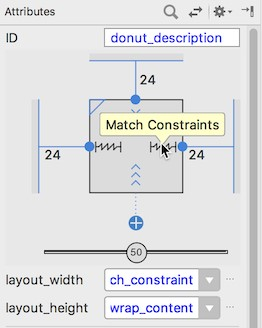 Attributes
ID donut_description
24
Match Constraints
24 24
50
layout_width ch_constraint
layout_height wrap_content